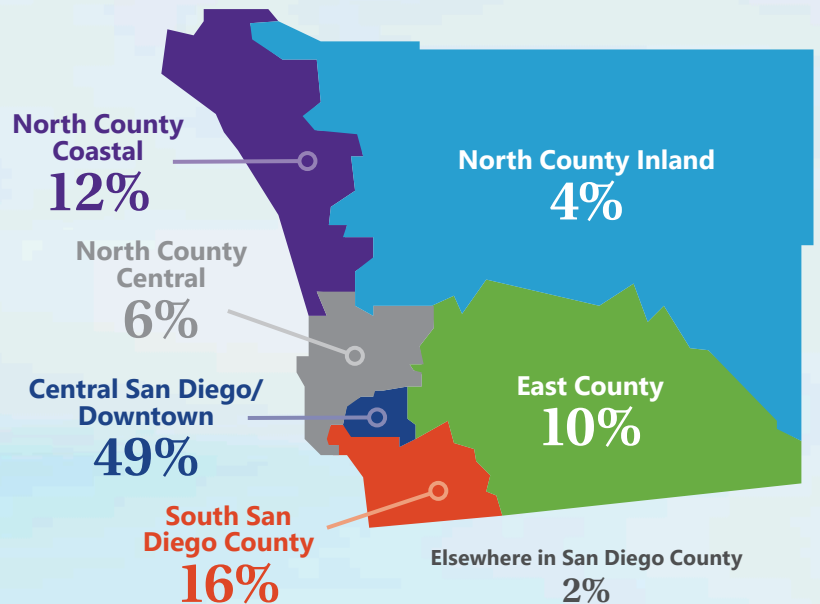 North County
Coastal
12%
North County Inland
4%
North County
Central
6%
Central San Diego/
Downtown
49%
East County
10%
South San
Diego County
16%
Elsewhere in San Diego County
2%